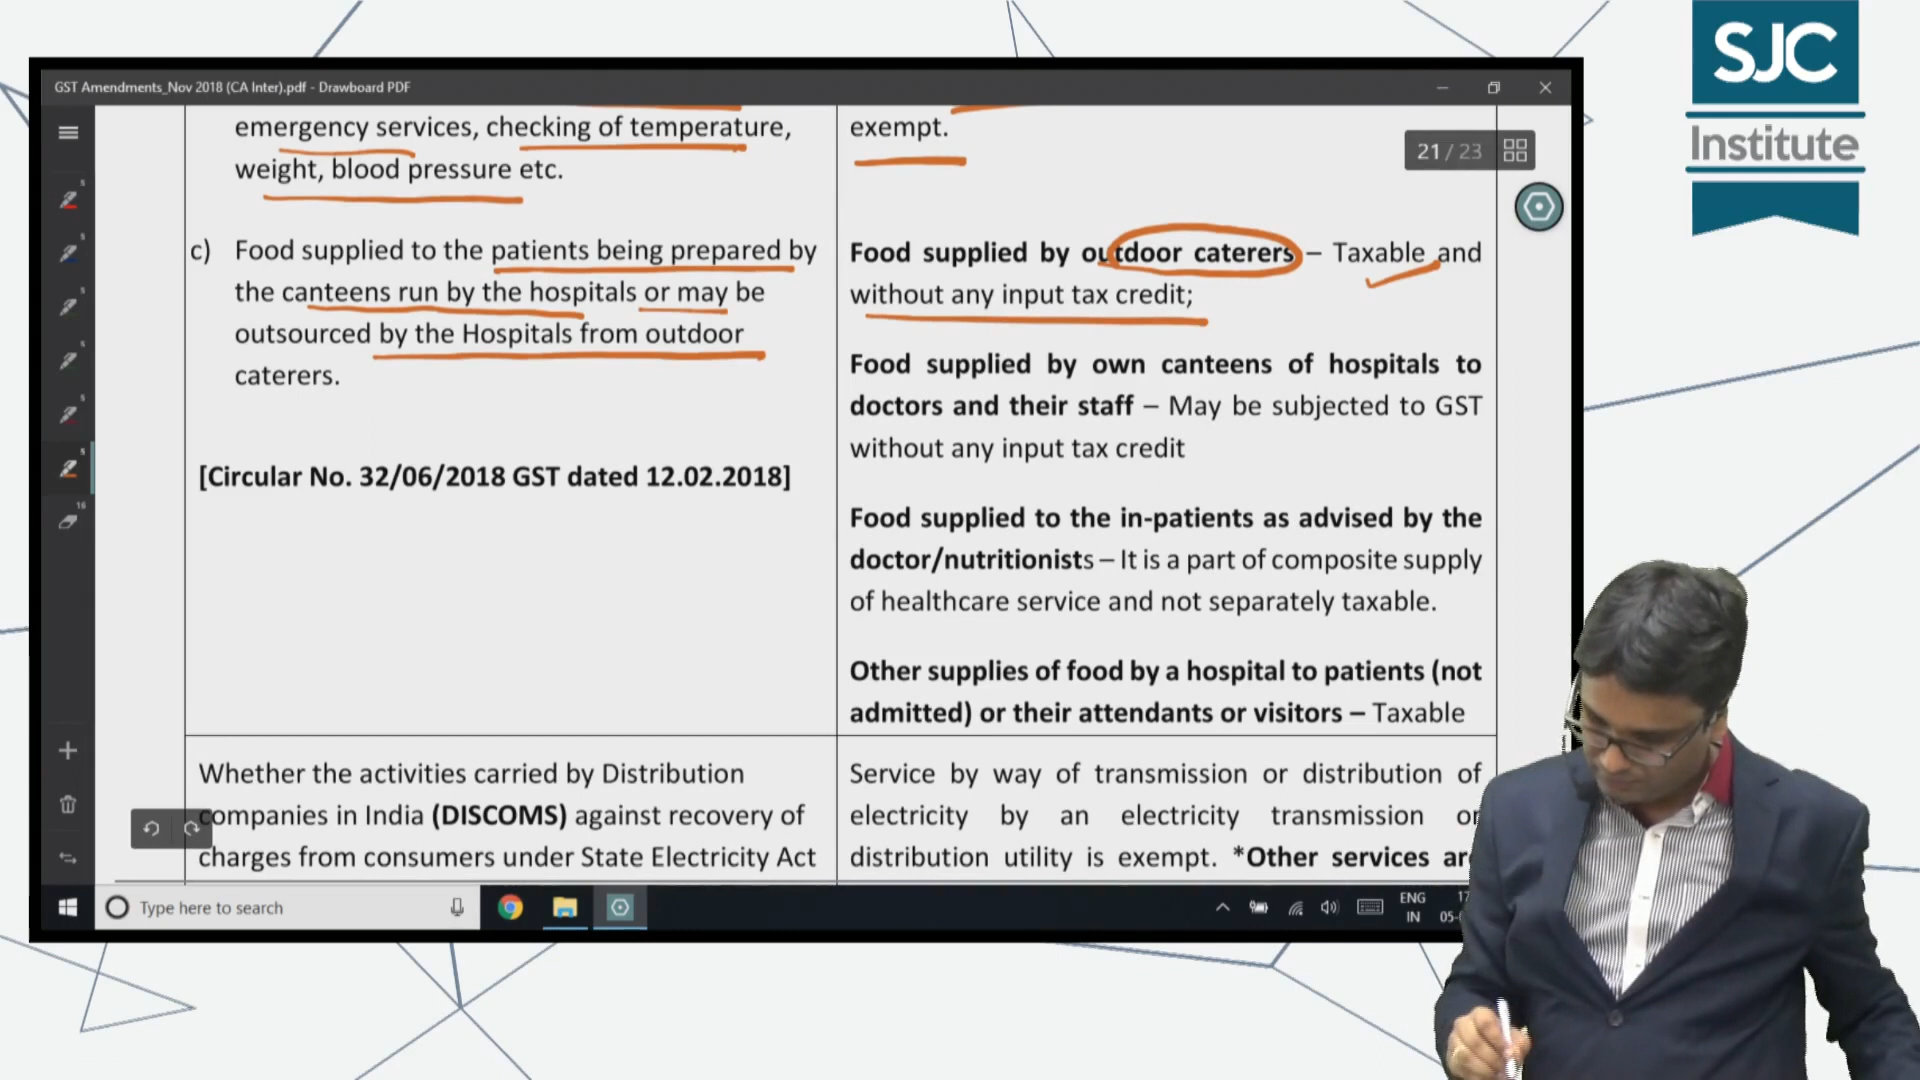 GST Amendments_Nov 2018 (CA Inter).pdf - Drawboard PDF
SJC
Institute
21 / 23
emergency services, checking of temperature,
weight, blood pressure etc.
c) Food supplied to the patients being prepared by
the canteens run by the hospitals or may be
outsourced by the Hospitals from outdoor
caterers.
[Circular No. 32/06/2018 GST dated 12.02.2018]
exempt.
Food supplied by outdoor caterers – Taxable and
without any input tax credit;
Food supplied by own canteens of hospitals to
doctors and their staff – May be subjected to GST
without any input tax credit
Food supplied to the in-patients as advised by the
doctor/nutritionists – It is a part of composite supply
of healthcare service and not separately taxable.
Other supplies of food by a hospital to patients (not
admitted) or their attendants or visitors – Taxable
Whether the activities carried by Distribution
companies in India (DISCOMS) against recovery of
charges from consumers under State Electricity Act
Service by way of transmission or distribution of
electricity by an electricity transmission or
distribution utility is exempt. *Other services are
5
5
5
5
5
5
16
Type here to search
ENG
IN